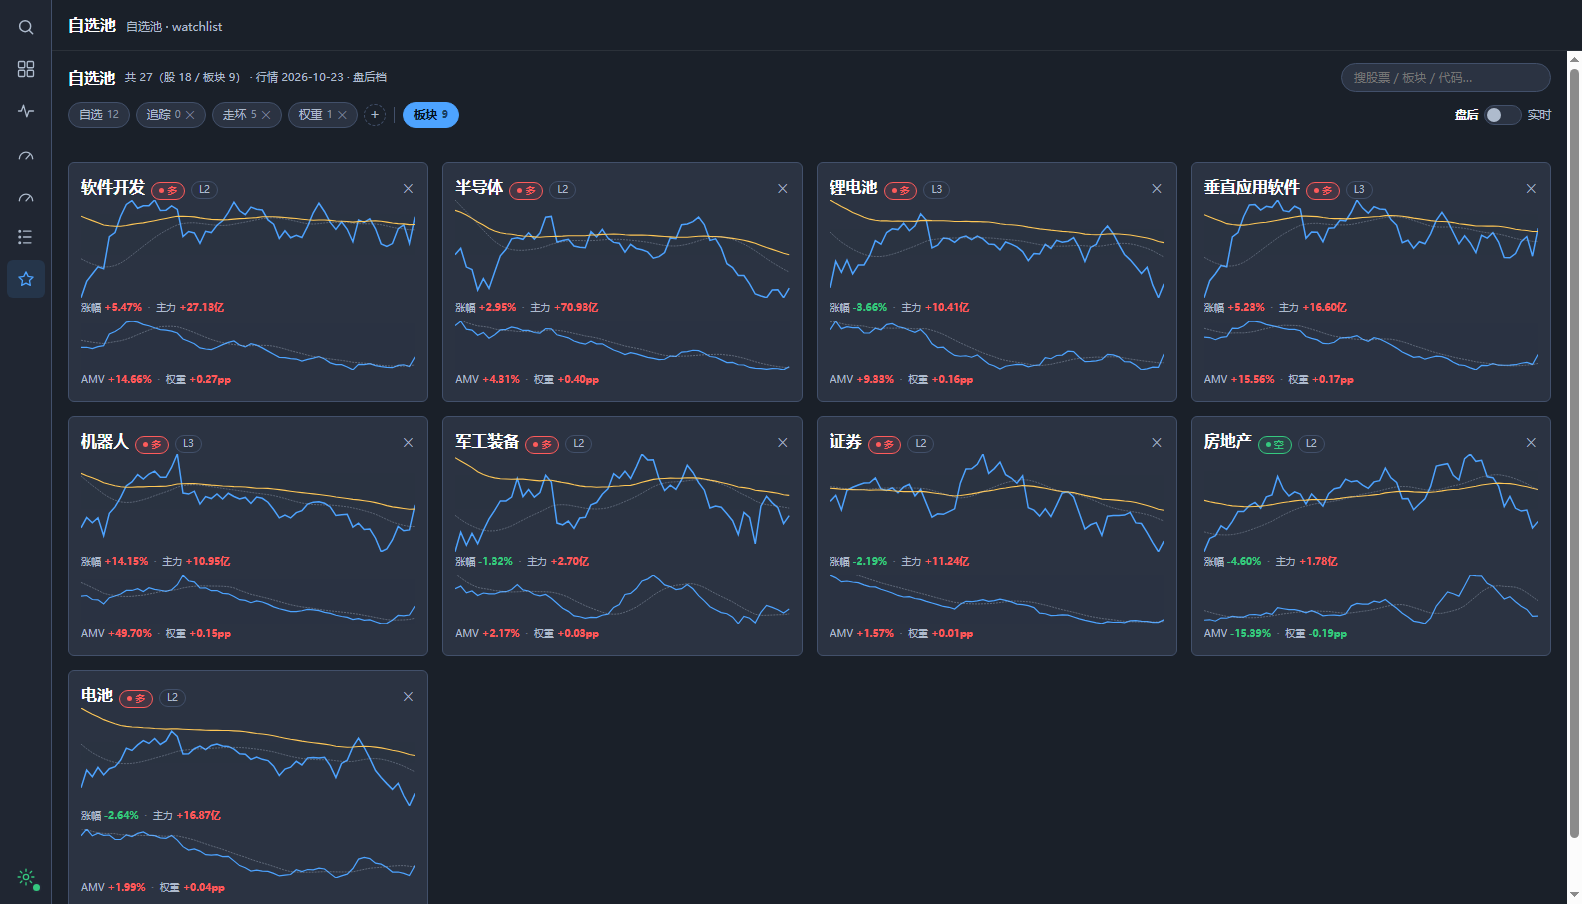 自选池 自选池 · watchlist
自选池 共 27（股 18 / 板块 9） · 行情 2026-10-23 · 盘后档
搜股票 / 板块 / 代码...
自选 12 追踪 0 × 走坏 5 × 权重 1 × + 板块 9
盘后 实时
软件开发 多 L2 ×
涨幅 +5.47% · 主力 +27.13亿
AMV +14.66% · 权重 +0.27pp
半导体 多 L2 ×
涨幅 +2.95% · 主力 +70.93亿
AMV +4.31% · 权重 +0.40pp
锂电池 多 L3 ×
涨幅 -3.66% · 主力 +10.41亿
AMV +9.33% · 权重 +0.16pp
垂直应用软件 多 L3 ×
涨幅 +5.23% · 主力 +16.60亿
AMV +15.56% · 权重 +0.17pp
机器人 多 L3 ×
涨幅 +14.15% · 主力 +10.95亿
AMV +49.70% · 权重 +0.15pp
军工装备 多 L2 ×
涨幅 -1.32% · 主力 +2.70亿
AMV +2.17% · 权重 +0.03pp
证券 多 L2 ×
涨幅 -2.19% · 主力 +11.24亿
AMV +1.57% · 权重 +0.01pp
房地产 空 L2 ×
涨幅 -4.60% · 主力 +1.78亿
AMV -15.39% · 权重 -0.19pp
电池 多 L2 ×
涨幅 -2.64% · 主力 +16.87亿
AMV +1.99% · 权重 +0.04pp